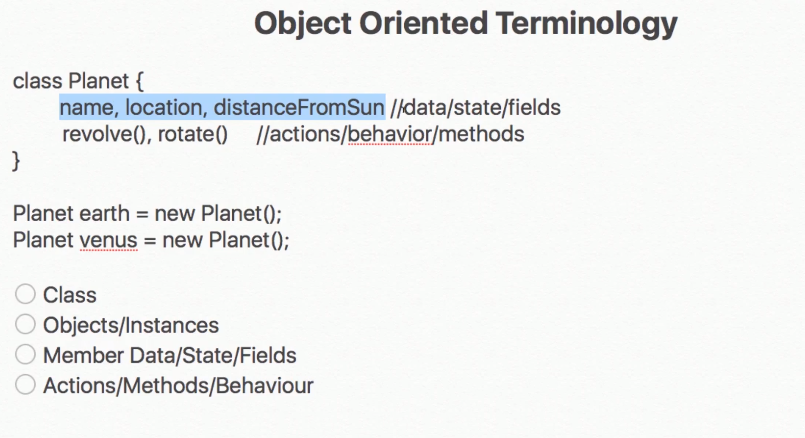 Object Oriented Terminology
class Planet {
name, location, distanceFromSun //data/state/fields
revolve(), rotate() //actions/behavior/methods
}
Planet earth = new Planet();
Planet venus = new Planet();
Class
Objects/Instances
Member Data/State/Fields
Actions/Methods/Behaviour